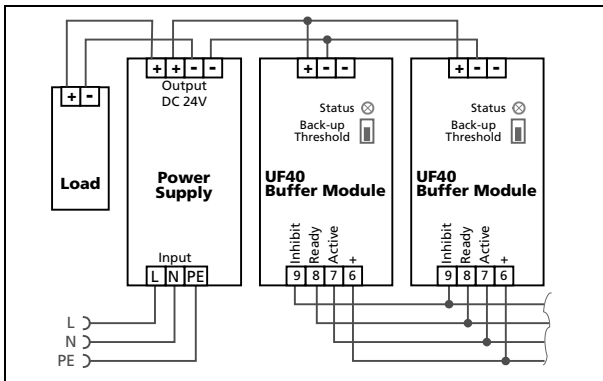 + + - -
Output
DC 24V
Power
Supply
Input
L N PE
+ -
Load
L
N
PE
+ - -
Status
Back-up
Threshold
UF40
Buffer Module
Inhibit
Ready
Active
+
9 8 7 6
+ - -
Status
Back-up
Threshold
UF40
Buffer Module
Inhibit
Ready
Active
+
9 8 7 6